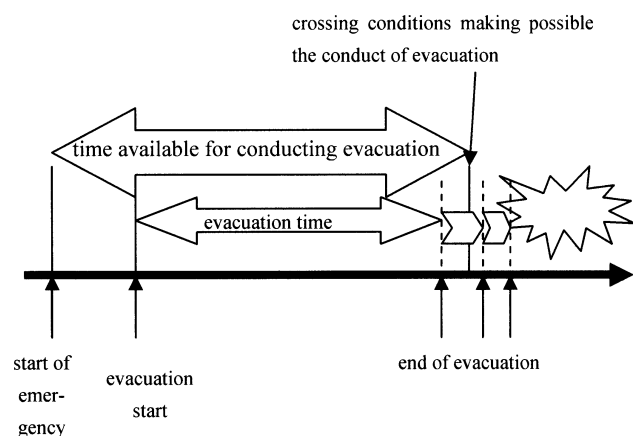 crossing conditions making possible
the conduct of evacuation
time available for conducting evacuation
evacuation time
start of
emer-
gency
evacuation
start
end of evacuation